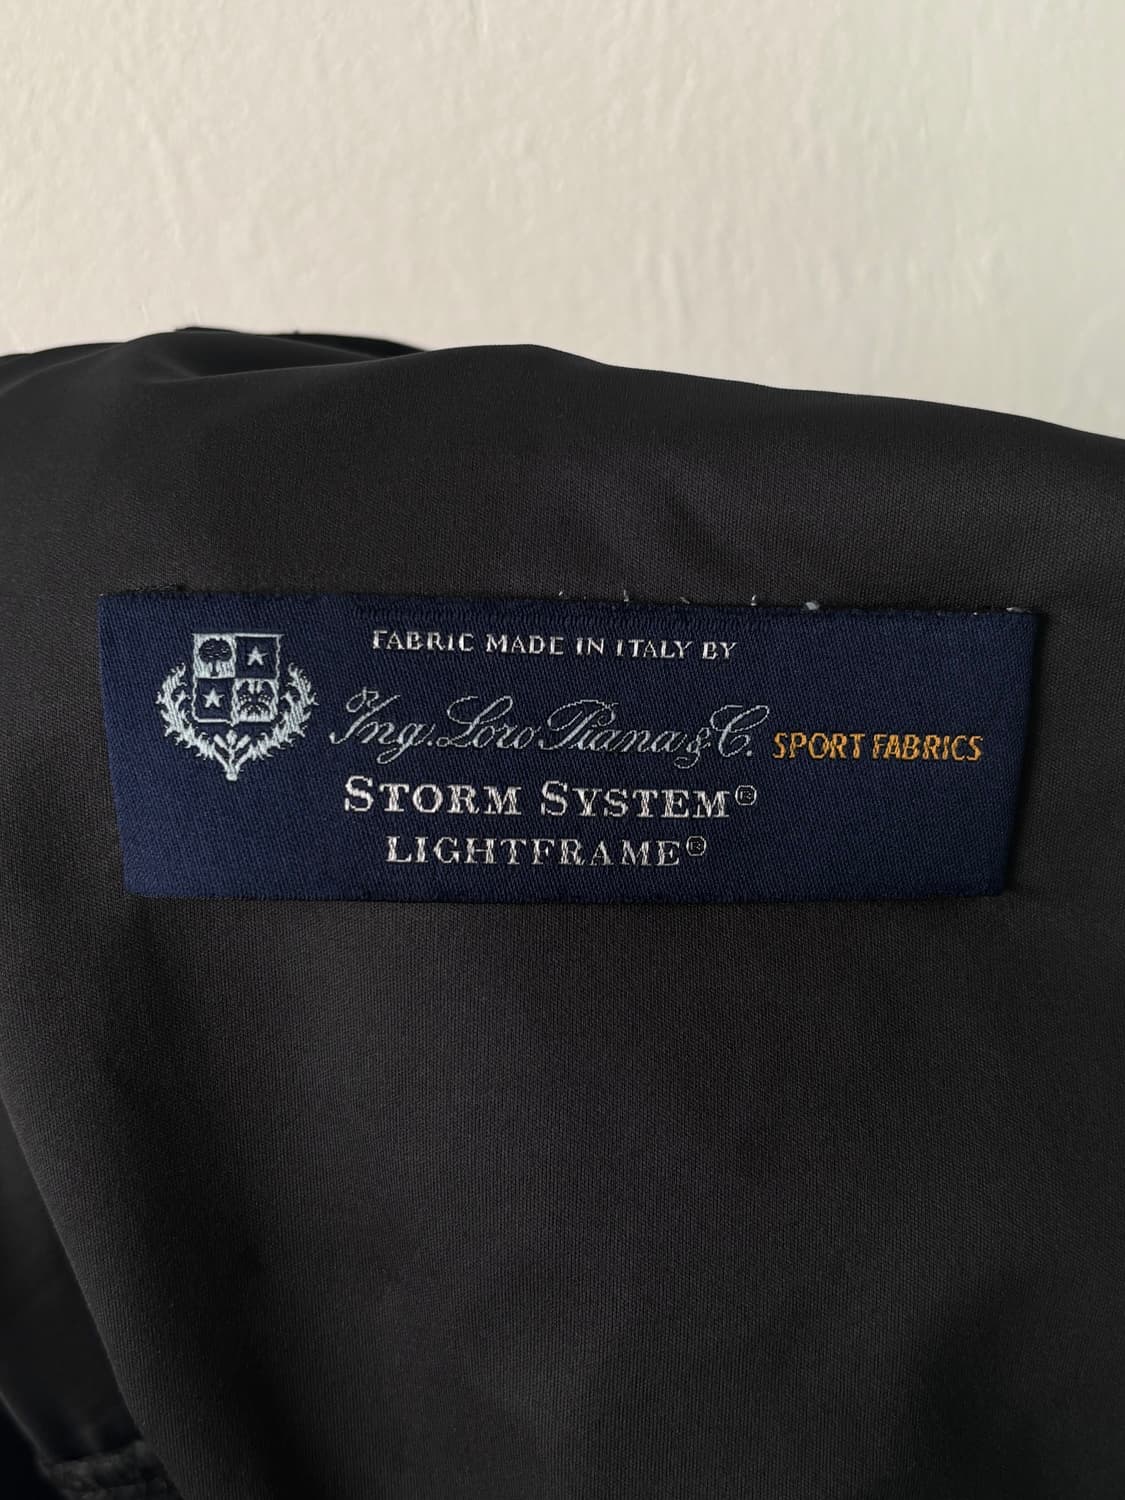 FABRIC MADE IN ITALY BY
Ing. Loro Piana & C. SPORT FABRICS
STORM SYSTEM®
LIGHTFRAME®